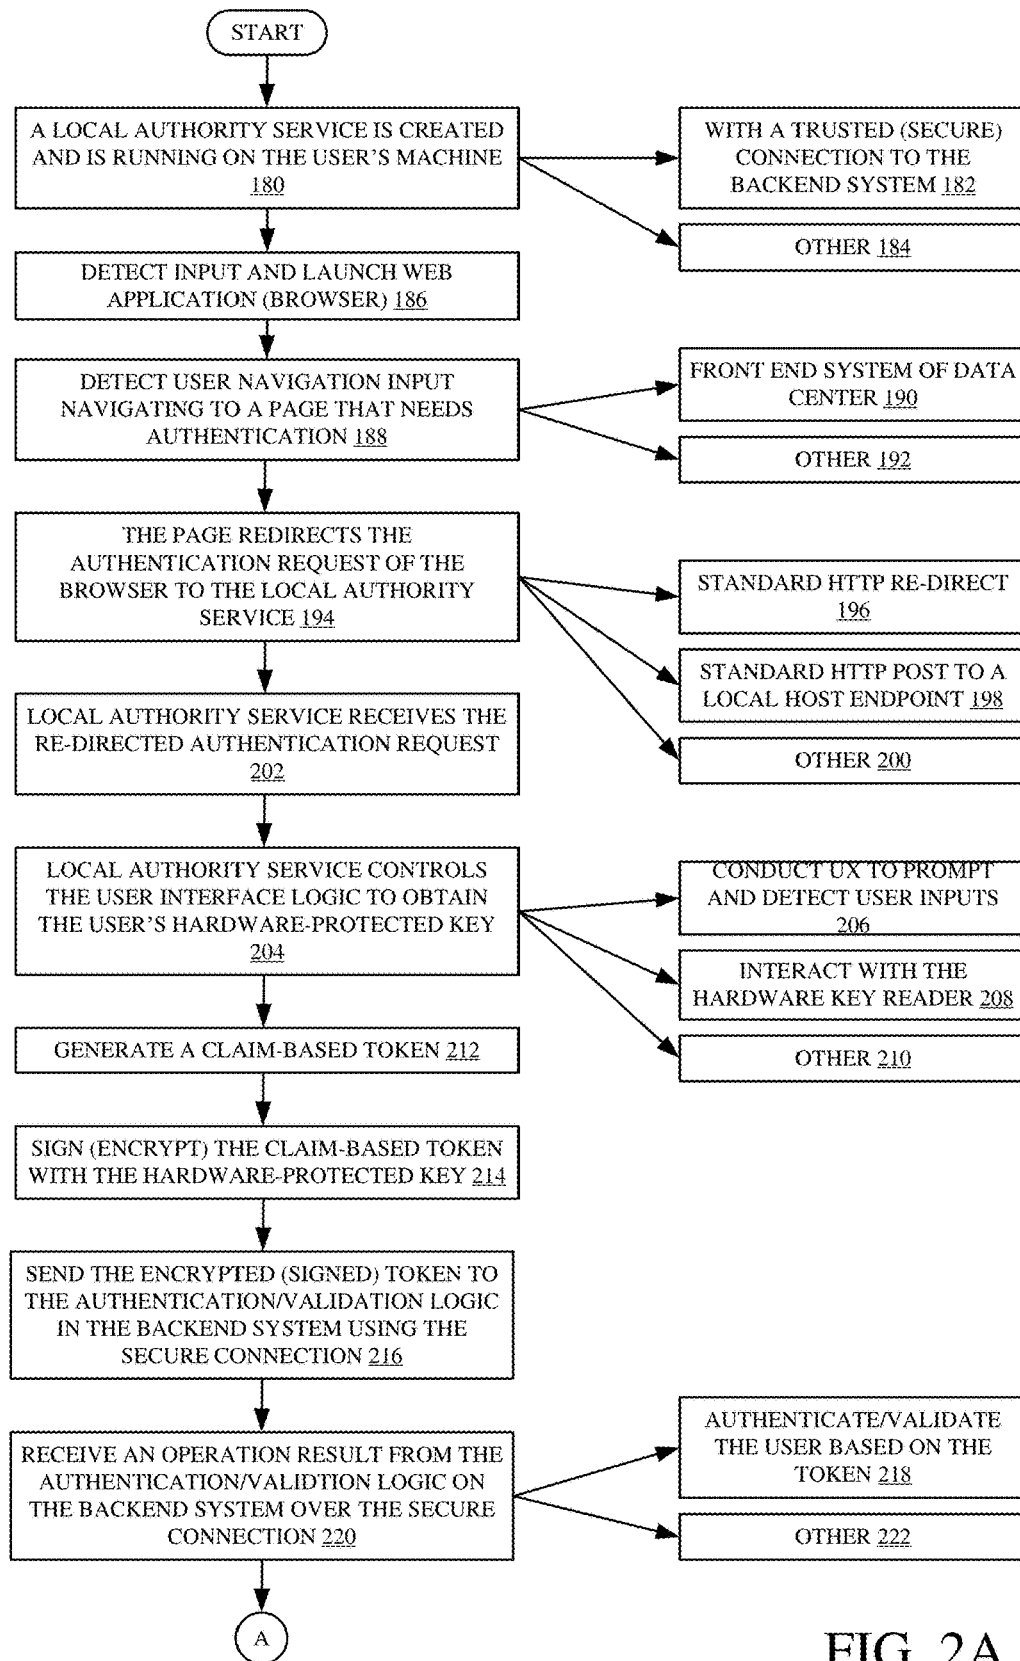 START
A LOCAL AUTHORITY SERVICE IS CREATED
AND IS RUNNING ON THE USER'S MACHINE
180
WITH A TRUSTED (SECURE)
CONNECTION TO THE
BACKEND SYSTEM 182
OTHER 184
DETECT INPUT AND LAUNCH WEB
APPLICATION (BROWSER) 186
DETECT USER NAVIGATION INPUT
NAVIGATING TO A PAGE THAT NEEDS
AUTHENTICATION 188
FRONT END SYSTEM OF DATA
CENTER 190
OTHER 192
THE PAGE REDIRECTS THE
AUTHENTICATION REQUEST OF THE
BROWSER TO THE LOCAL AUTHORITY
SERVICE 194
STANDARD HTTP RE-DIRECT
196
STANDARD HTTP POST TO A
LOCAL HOST ENDPOINT 198
OTHER 200
LOCAL AUTHORITY SERVICE RECEIVES THE
RE-DIRECTED AUTHENTICATION REQUEST
202
LOCAL AUTHORITY SERVICE CONTROLS
THE USER INTERFACE LOGIC TO OBTAIN
THE USER'S HARDWARE-PROTECTED KEY
204
CONDUCT UX TO PROMPT
AND DETECT USER INPUTS
206
INTERACT WITH THE
HARDWARE KEY READER 208
OTHER 210
GENERATE A CLAIM-BASED TOKEN 212
SIGN (ENCRYPT) THE CLAIM-BASED TOKEN
WITH THE HARDWARE-PROTECTED KEY 214
SEND THE ENCRYPTED (SIGNED) TOKEN TO
THE AUTHENTICATION/VALIDATION LOGIC
IN THE BACKEND SYSTEM USING THE
SECURE CONNECTION 216
RECEIVE AN OPERATION RESULT FROM THE
AUTHENTICATION/VALIDTION LOGIC ON
THE BACKEND SYSTEM OVER THE SECURE
CONNECTION 220
AUTHENTICATE/VALIDATE
THE USER BASED ON THE
TOKEN 218
OTHER 222
A
FIG. 2A